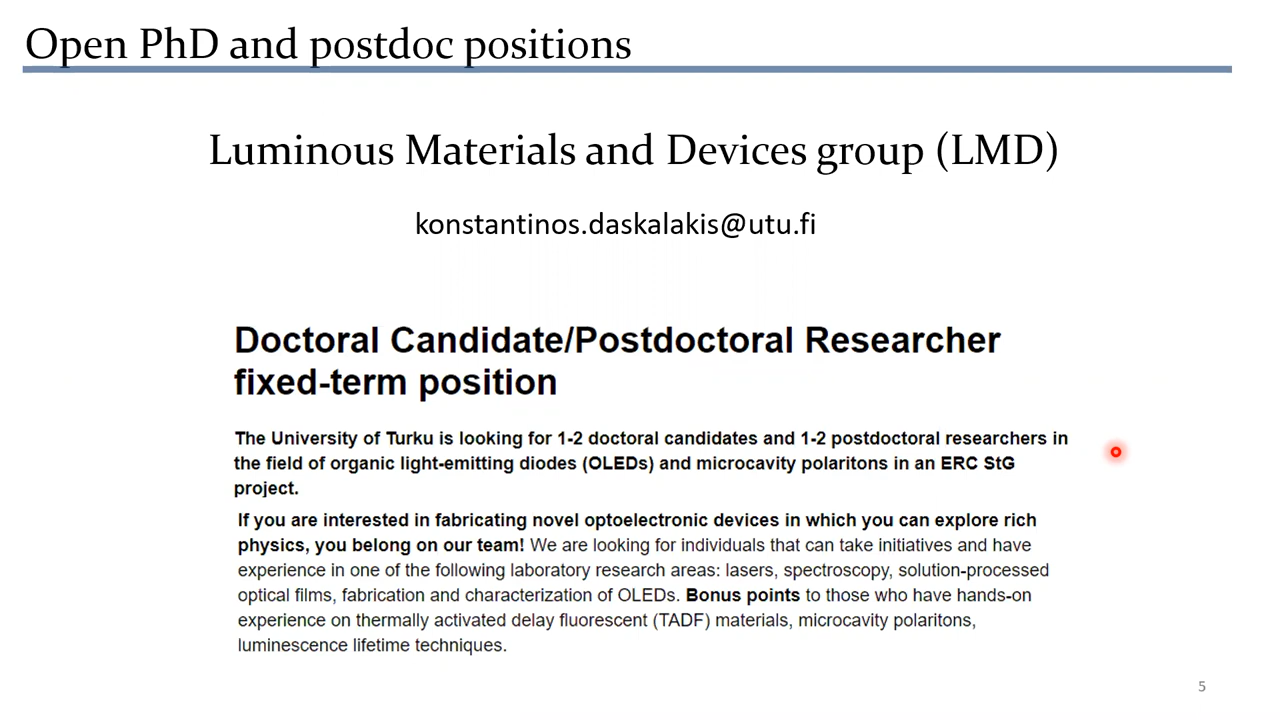 Open PhD and postdoc positions
Luminous Materials and Devices group (LMD)
konstantinos.daskalakis@utu.fi
Doctoral Candidate/Postdoctoral Researcher
fixed-term position
The University of Turku is looking for 1-2 doctoral candidates and 1-2 postdoctoral researchers in
the field of organic light-emitting diodes (OLEDs) and microcavity polaritons in an ERC StG
project.
If you are interested in fabricating novel optoelectronic devices in which you can explore rich
physics, you belong on our team! We are looking for individuals that can take initiatives and have
experience in one of the following laboratory research areas: lasers, spectroscopy, solution-processed
optical films, fabrication and characterization of OLEDs. Bonus points to those who have hands-on
experience on thermally activated delay fluorescent (TADF) materials, microcavity polaritons,
luminescence lifetime techniques.
5